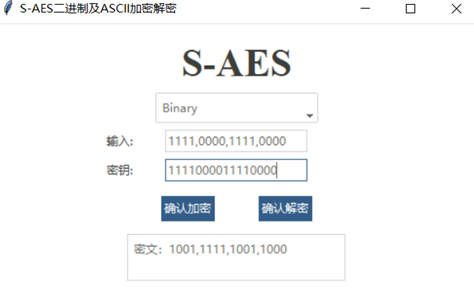 S-AES二进制及ASCII加密解密
S-AES
Binary
输入: 1111,0000,1111,0000
密钥: 1111000011110000
确认加密 确认解密
密文: 1001,1111,1001,1000